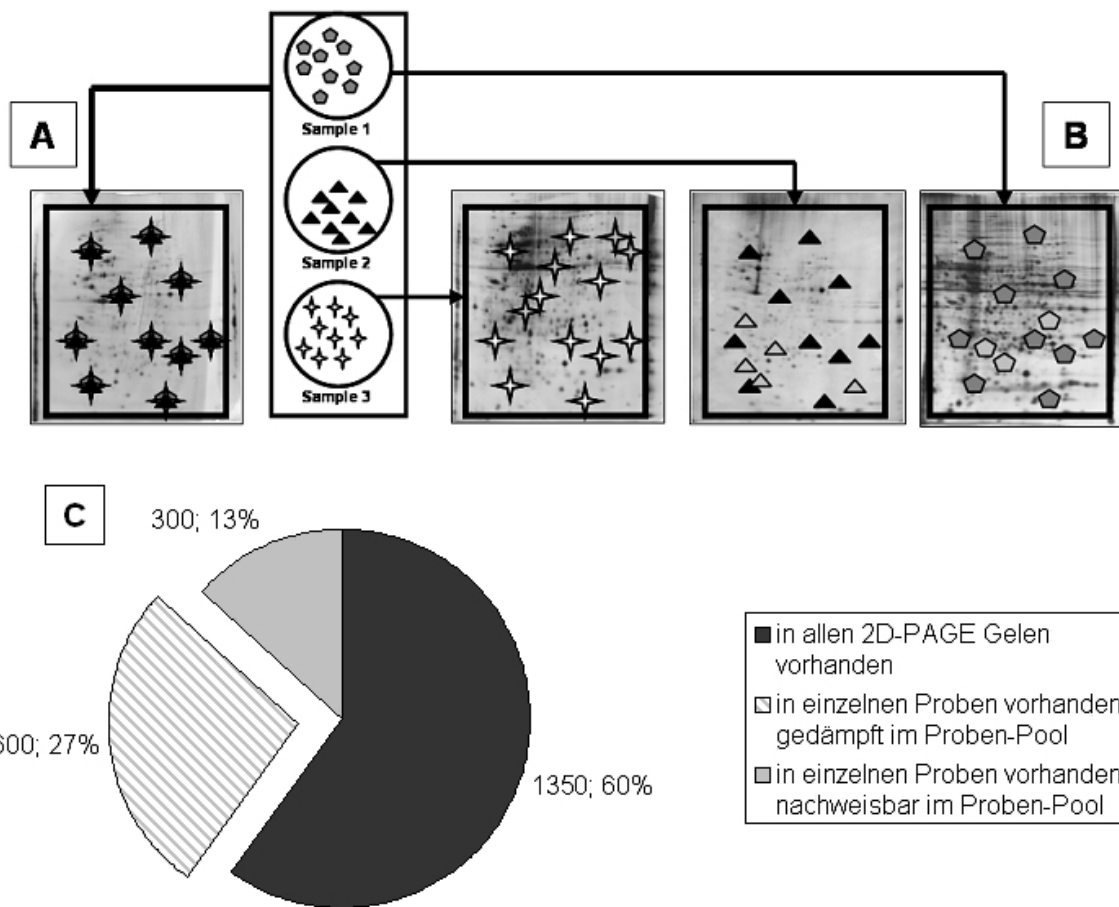 A
B
Sample 1
Sample 2
Sample 3
C
300; 13%
600; 27%
1350; 60%
in allen 2D-PAGE Gelen
vorhanden
in einzelnen Proben vorhanden
gedämpft im Proben-Pool
in einzelnen Proben vorhanden
nachweisbar im Proben-Pool